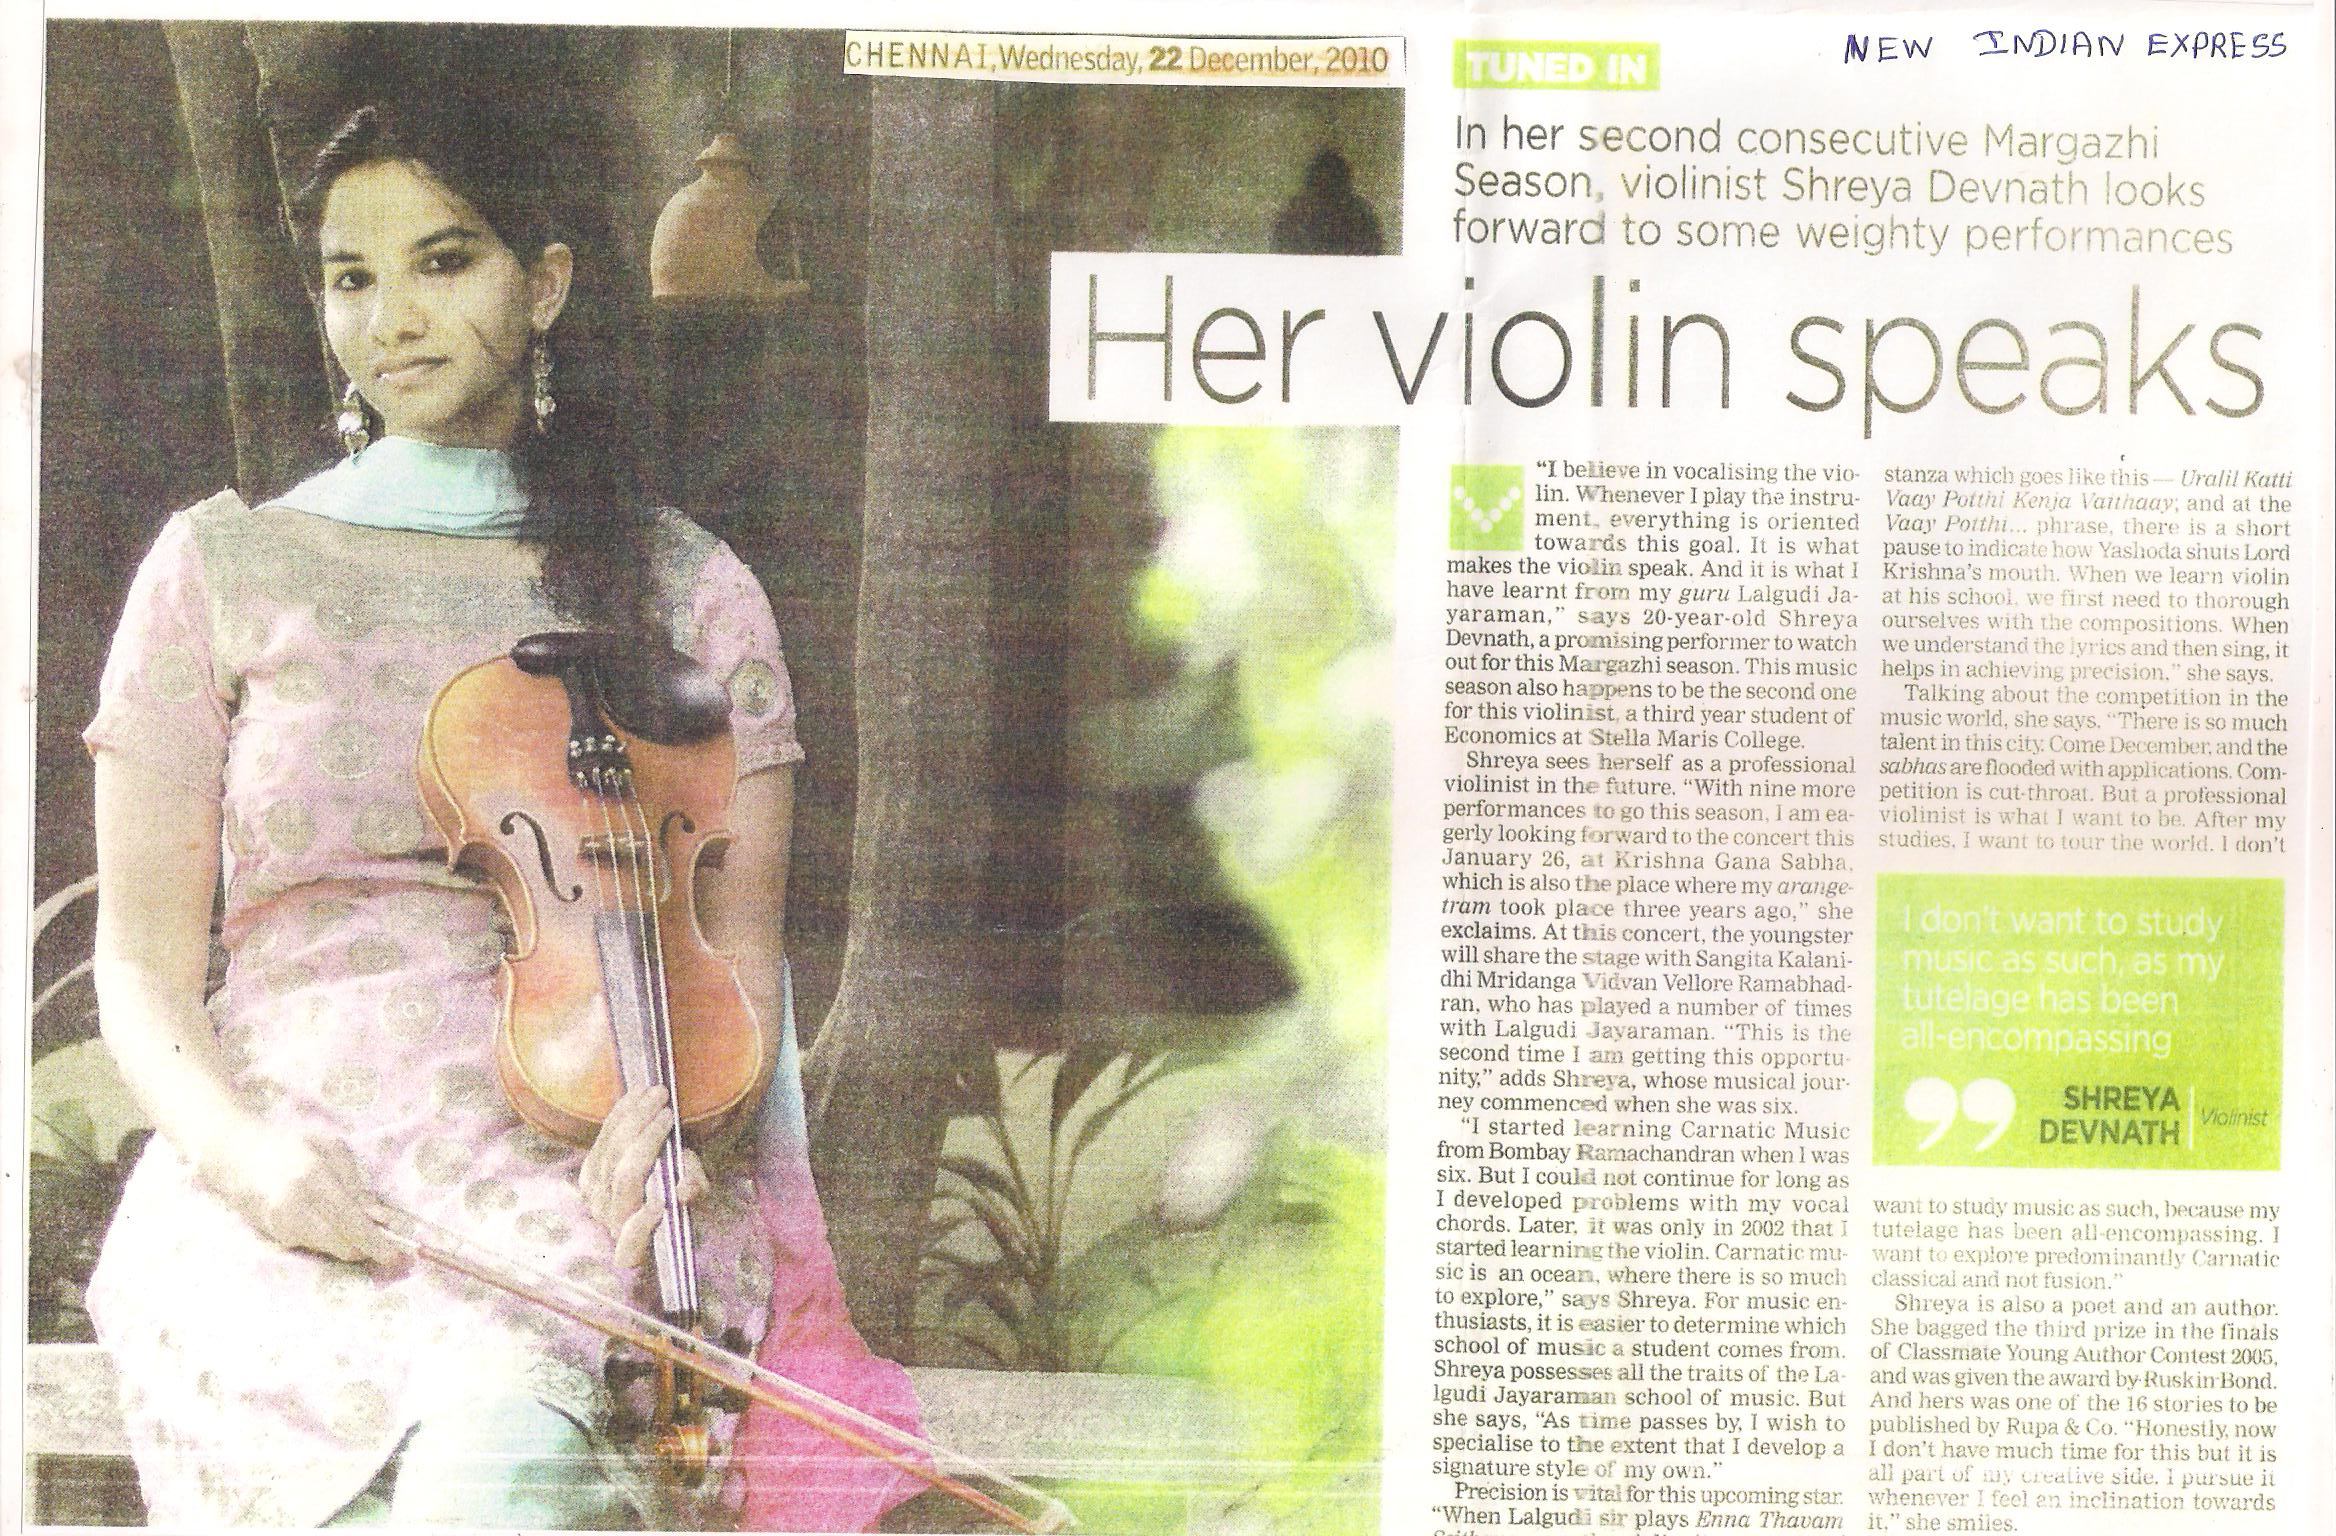 CHENNAI, Wednesday, 22 December, 2010
TUNED IN
NEW INDIAN EXPRESS
In her second consecutive Margazhi
Season, violinist Shreya Devnath looks
forward to some weighty performances
Her violin speaks
“I believe in vocalising the vio-
lin. Whenever I play the instru-
ment, everything is oriented
towards this goal. It is what
makes the violin speak. And it is what I
have learnt from my guru Lalgudi Ja-
yaraman,” says 20-year-old Shreya
Devnath, a promising performer to watch
out for this Margazhi season. This music
season also happens to be the second one
for this violinist, a third year student of
Economics at Stella Maris College.
Shreya sees herself as a professional
violinist in the future. “With nine more
performances to go this season, I am ea-
gerly looking forward to the concert this
January 26, at Krishna Gana Sabha,
which is also the place where my arange-
tram took place three years ago,” she
exclaims. At this concert, the youngster
will share the stage with Sangita Kalani-
dhi Mridanga Vidvan Vellore Ramabhad-
ran, who has played a number of times
with Lalgudi Jayaraman. “This is the
second time I am getting this opportu-
nity,” adds Shreya, whose musical jour-
ney commenced when she was six.
“I started learning Carnatic Music
from Bombay Ramachandran when I was
six. But I could not continue for long as
I developed problems with my vocal
chords. Later, it was only in 2002 that I
started learning the violin. Carnatic mu-
sic is an ocean, where there is so much
to explore,” says Shreya. For music en-
thusiasts, it is easier to determine which
school of music a student comes from.
Shreya possesses all the traits of the La-
lgudi Jayaraman school of music. But
she says, “As time passes by, I wish to
specialise to the extent that I develop a
signature style of my own.”
Precision is vital for this upcoming star.
“When Lalgudi sir plays Enna Thavam
stanza which goes like this — Uralil Katti
Vaay Potthi Kenja Vaithaay; and at the
Vaay Potthi... phrase, there is a short
pause to indicate how Yashoda shuts Lord
Krishna’s mouth. When we learn violin
at his school, we first need to thorough
ourselves with the compositions. When
we understand the lyrics and then sing, it
helps in achieving precision,” she says.
Talking about the competition in the
music world, she says, “There is so much
talent in this city. Come December, and the
sabhas are flooded with applications. Com-
petition is cut-throat. But a professional
violinist is what I want to be. After my
studies, I want to tour the world. I don’t
I don’t want to study
music as such, as my
tutelage has been
all-encompassing
SHREYA
DEVNATH
Violinist
want to study music as such, because my
tutelage has been all-encompassing. I
want to explore predominantly Carnatic
classical and not fusion.”
Shreya is also a poet and an author.
She bagged the third prize in the finals
of Classmate Young Author Contest 2005,
and was given the award by Ruskin Bond.
And hers was one of the 16 stories to be
published by Rupa & Co. “Honestly, now
I don’t have much time for this but it is
all part of my creative side. I pursue it
whenever I feel an inclination towards
it,” she smiles.